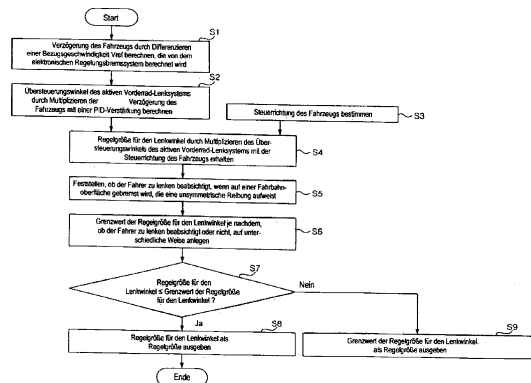 Start
S1
Verzögerung des Fahrzeugs durch Differenzieren
einer Bezugsgeschwindigkeit Vref berechnen, die von dem
elektronischen Regelungsbremssystem berechnet wird
S2
Übersteuerungswinkel des aktiven Vorderrad-Lenksystems
durch Multiplizieren der Verzögerung des
Fahrzeugs mit einer PID-Verstärkung berechnen
Steuerrichtung des Fahrzeugs bestimmen
S3
Regelgröße für den Lenkwinkel durch Multiplizieren des Über-
steuerungswinkels des aktiven Vorderrad-Lenksystems mit der
Steuerrichtung des Fahrzeugs erhalten
S4
Feststellen, ob der Fahrer zu lenken beabsichtigt, wenn auf einer Fahrbahn-
oberfläche gebremst wird, die eine unsymmetrische Reibung aufweist
S5
Grenzwert der Regelgröße für den Lenkwinkel je nachdem,
ob der Fahrer zu lenken beabsichtigt oder nicht, auf unter-
schiedliche Weise anlegen
S6
S7
Regelgröße für den
Lenkwinkel ≤ Grenzwert der Regelgröße
für den Lenkwinkel ?
Nein
Ja
S8
Regelgröße für den Lenkwinkel als
Regelgröße ausgeben
S9
Grenzwert der Regelgröße für den Lenkwinkel.
als Regelgröße ausgeben
Ende